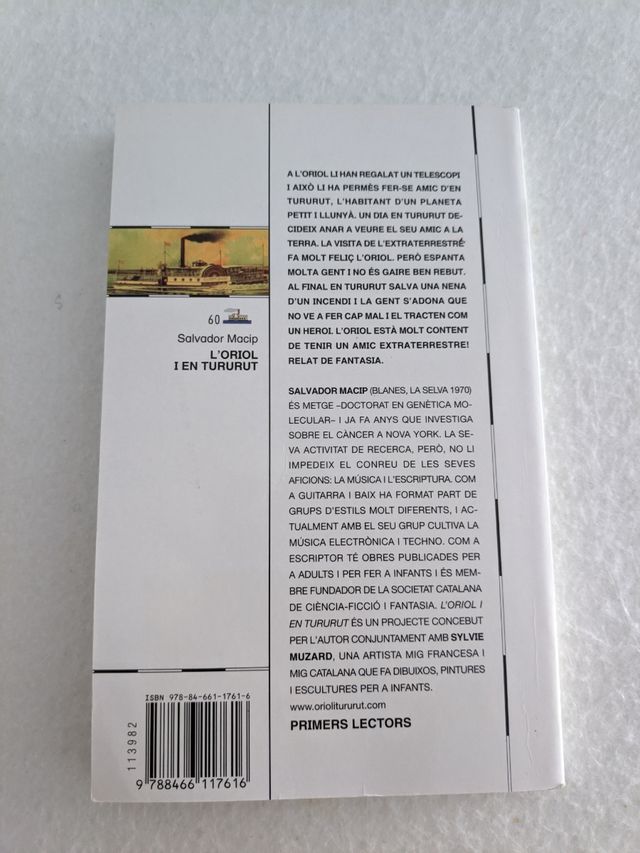 A L'ORIOL LI HAN REGALAT UN TELESCOPI
I AIXÒ LI HA PERMÈS FER-SE AMIC D'EN
TURURUT, L'HABITANT D'UN PLANETA
PETIT I LLUNYÀ. UN DIA EN TURURUT DE-
CIDEIX ANAR A VEURE EL SEU AMIC A LA
TERRA. LA VISITA DE L'EXTRATERRESTRE
FA MOLT FELIÇ L'ORIOL. PERÒ ESPANTA
MOLTA GENT I NO ÉS GAIRE BEN REBUT.
AL FINAL EN TURURUT SALVA UNA NENA
D'UN INCENDI I LA GENT S'ADONA QUE
NO VE A FER CAP MAL I EL TRACTEN COM
UN HEROI. L'ORIOL ESTÀ MOLT CONTENT
DE TENIR UN AMIC EXTRATERRESTRE!
RELAT DE FANTASIA.
60
Salvador Macip
L'ORIOL
I EN TURURUT
SALVADOR MACIP (BLANES, LA SELVA 1970)
ÉS METGE –DOCTORAT EN GENÈTICA MO-
LECULAR– I JA FA ANYS QUE INVESTIGA
SOBRE EL CÀNCER A NOVA YORK. LA SE-
VA ACTIVITAT DE RECERCA, PERÒ, NO LI
IMPEDEIX EL CONREU DE LES SEVES
AFICIONS: LA MÚSICA I L'ESCRIPTURA. COM
A GUITARRA I BAIX HA FORMAT PART DE
GRUPS D'ESTILS MOLT DIFERENTS, I AC-
TUALMENT AMB EL SEU GRUP CULTIVA LA
MÚSICA ELECTRÒNICA I TECHNO. COM A
ESCRIPTOR TÉ OBRES PUBLICADES PER
A ADULTS I PER FER A INFANTS I ÉS MEM-
BRE FUNDADOR DE LA SOCIETAT CATALANA
DE CIÈNCIA-FICCIÓ I FANTASIA. L'ORIOL I
EN TURURUT ÉS UN PROJECTE CONCEBUT
PER L'AUTOR CONJUNTAMENT AMB SYLVIE
MUZARD, UNA ARTISTA MIG FRANCESA I
MIG CATALANA QUE FA DIBUIXOS, PINTURES
I ESCULTURES PER A INFANTS.
www.oriolitururut.com
PRIMERS LECTORS
ISBN 978-84-661-1761-6
113982
9 788466 117616